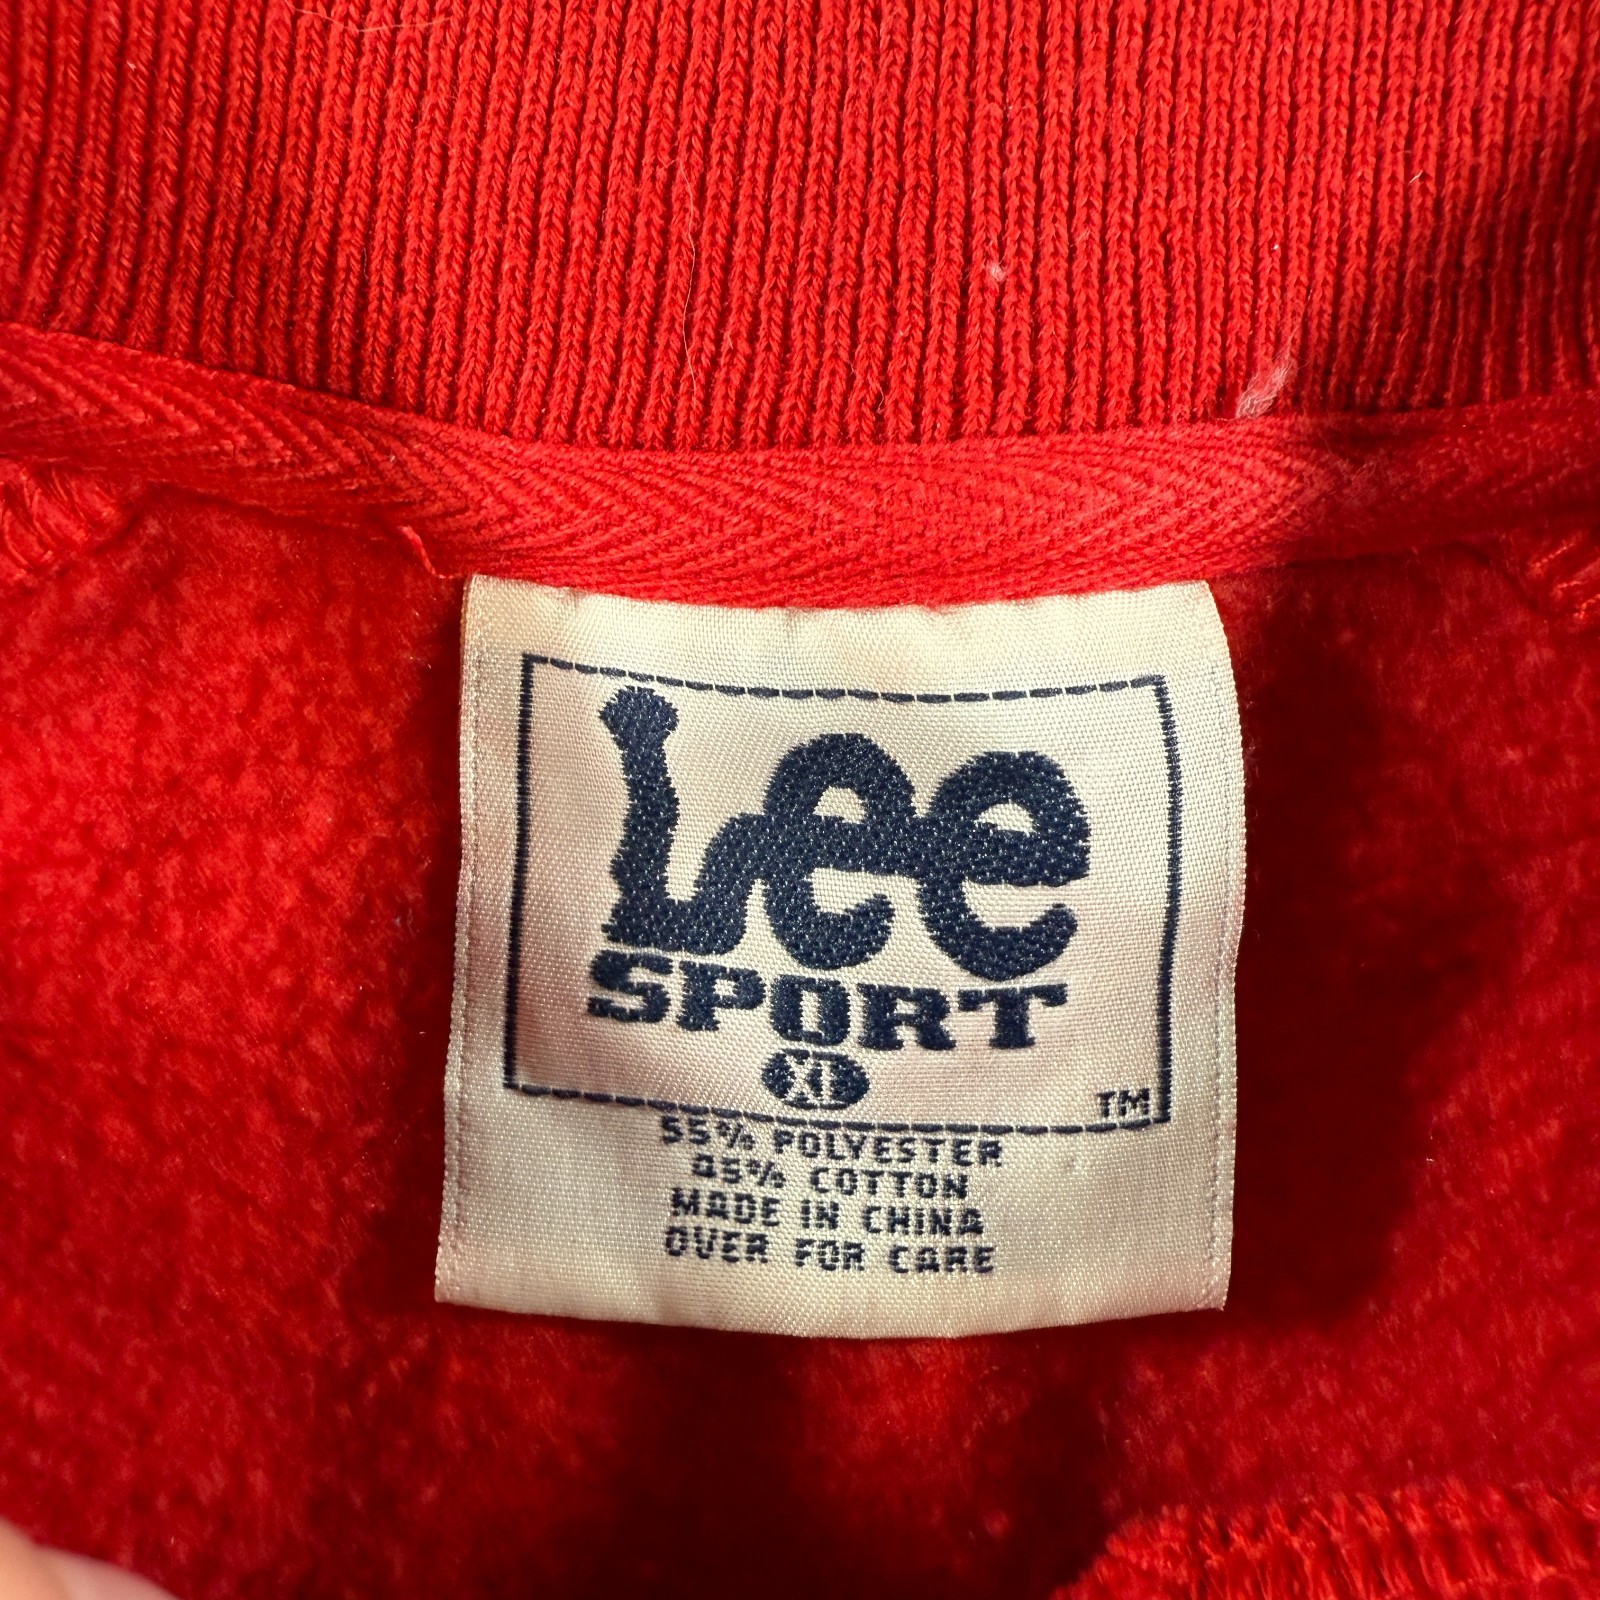 Lee
SPORT
XL
TM
55% POLYESTER
45% COTTON
MADE IN CHINA
OVER FOR CARE